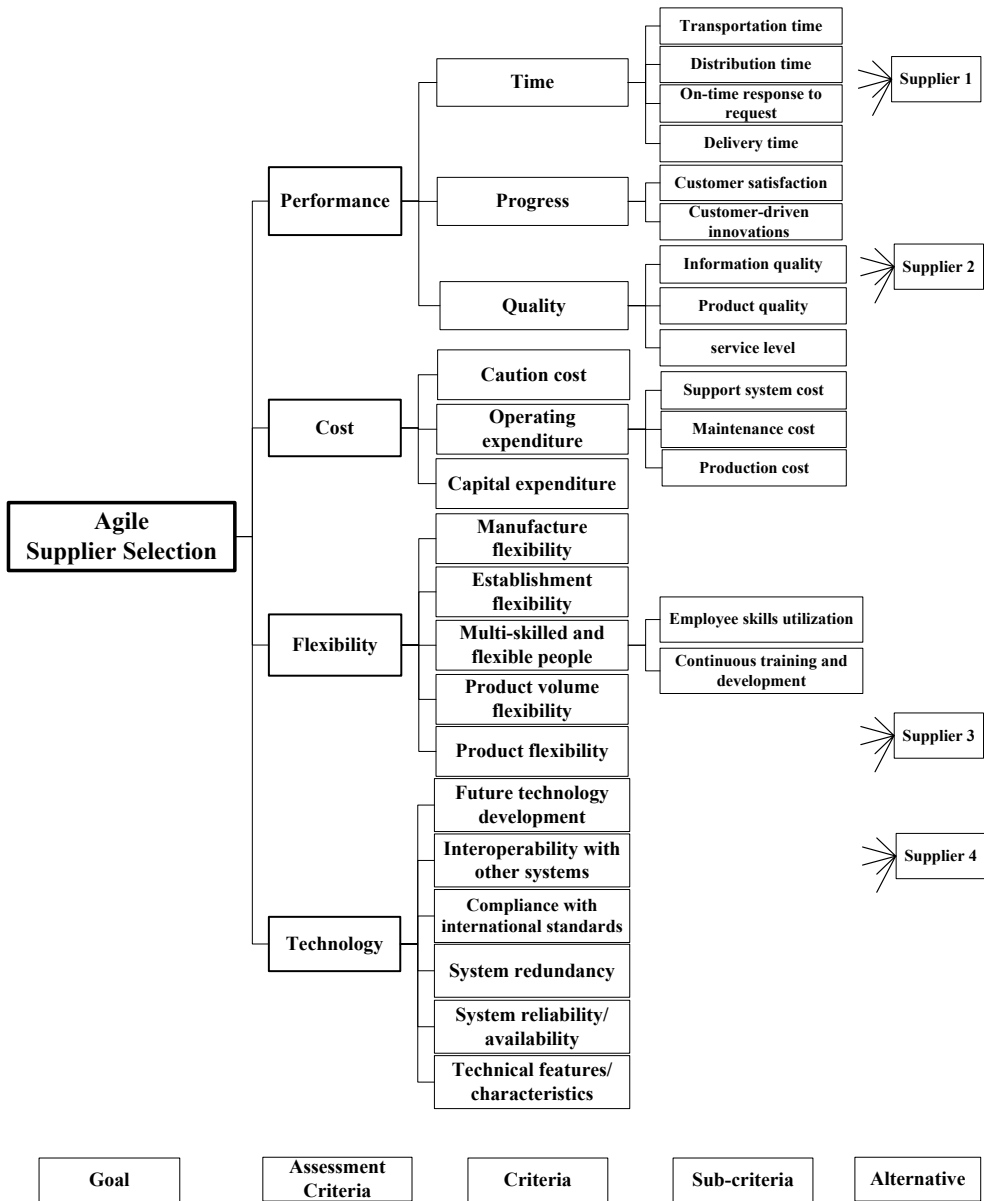 Transportation time
Distribution time
On-time response to
request
Delivery time
Time
Supplier 1
Performance
Progress
Customer satisfaction
Customer-driven
innovations
Quality
Information quality
Product quality
service level
Supplier 2
Cost
Caution cost
Operating
expenditure
Capital expenditure
Support system cost
Maintenance cost
Production cost
Agile
Supplier Selection
Flexibility
Manufacture
flexibility
Establishment
flexibility
Multi-skilled and
flexible people
Product volume
flexibility
Product flexibility
Employee skills utilization
Continuous training and
development
Supplier 3
Technology
Future technology
development
Interoperability with
other systems
Compliance with
international standards
System redundancy
System reliability/
availability
Technical features/
characteristics
Supplier 4
Goal
Assessment
Criteria
Criteria
Sub-criteria
Alternative